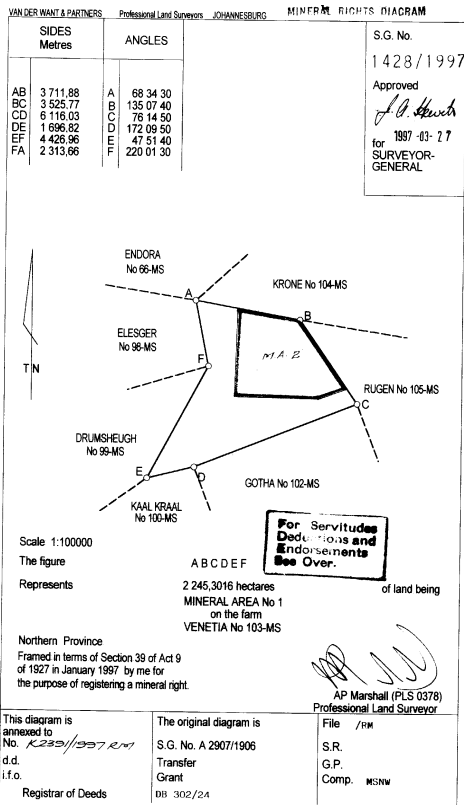 VAN DER WANT & PARTNERS Professional Land Surveyors JOHANNESBURG MINERAL RIGHTS DIAGRAM
SIDES
Metres
ANGLES
AB 3 711,88 A 68 34 30
BC 3 525,77 B 135 07 40
CD 6 116,03 C 76 14 50
DE 1 696,82 D 172 09 50
EF 4 426,96 E 47 51 40
FA 2 313,66 F 220 01 30
S.G. No.
1428/1997
Approved
1997 -03- 27
for
SURVEYOR-
GENERAL
ENDORA
No 66-MS
KRONE No 104-MS
A
B
ELESGER
No 98-MS
M A 2
F
T N
RUGEN No 105-MS
C
DRUMSHEUGH
No 99-MS
E
D
GOTHA No 102-MS
KAAL KRAAL
No 100-MS
For Servitudes
Deductions and
Endorsements
See Over.
Scale 1:100000
The figure A B C D E F
Represents 2 245,3016 hectares of land being
MINERAL AREA No 1
on the farm
VENETIA No 103-MS
Northern Province
Framed in terms of Section 39 of Act 9
of 1927 in January 1997 by me for
the purpose of registering a mineral right.
AP Marshall (PLS 0378)
Professional Land Surveyor
This diagram is
annexed to
No. K2391/1997 RM
d.d.
i.f.o.
Registrar of Deeds
The original diagram is
S.G. No. A 2907/1906
Transfer
Grant
DB 302/24
File /RM
S.R.
G.P.
Comp. MSNW